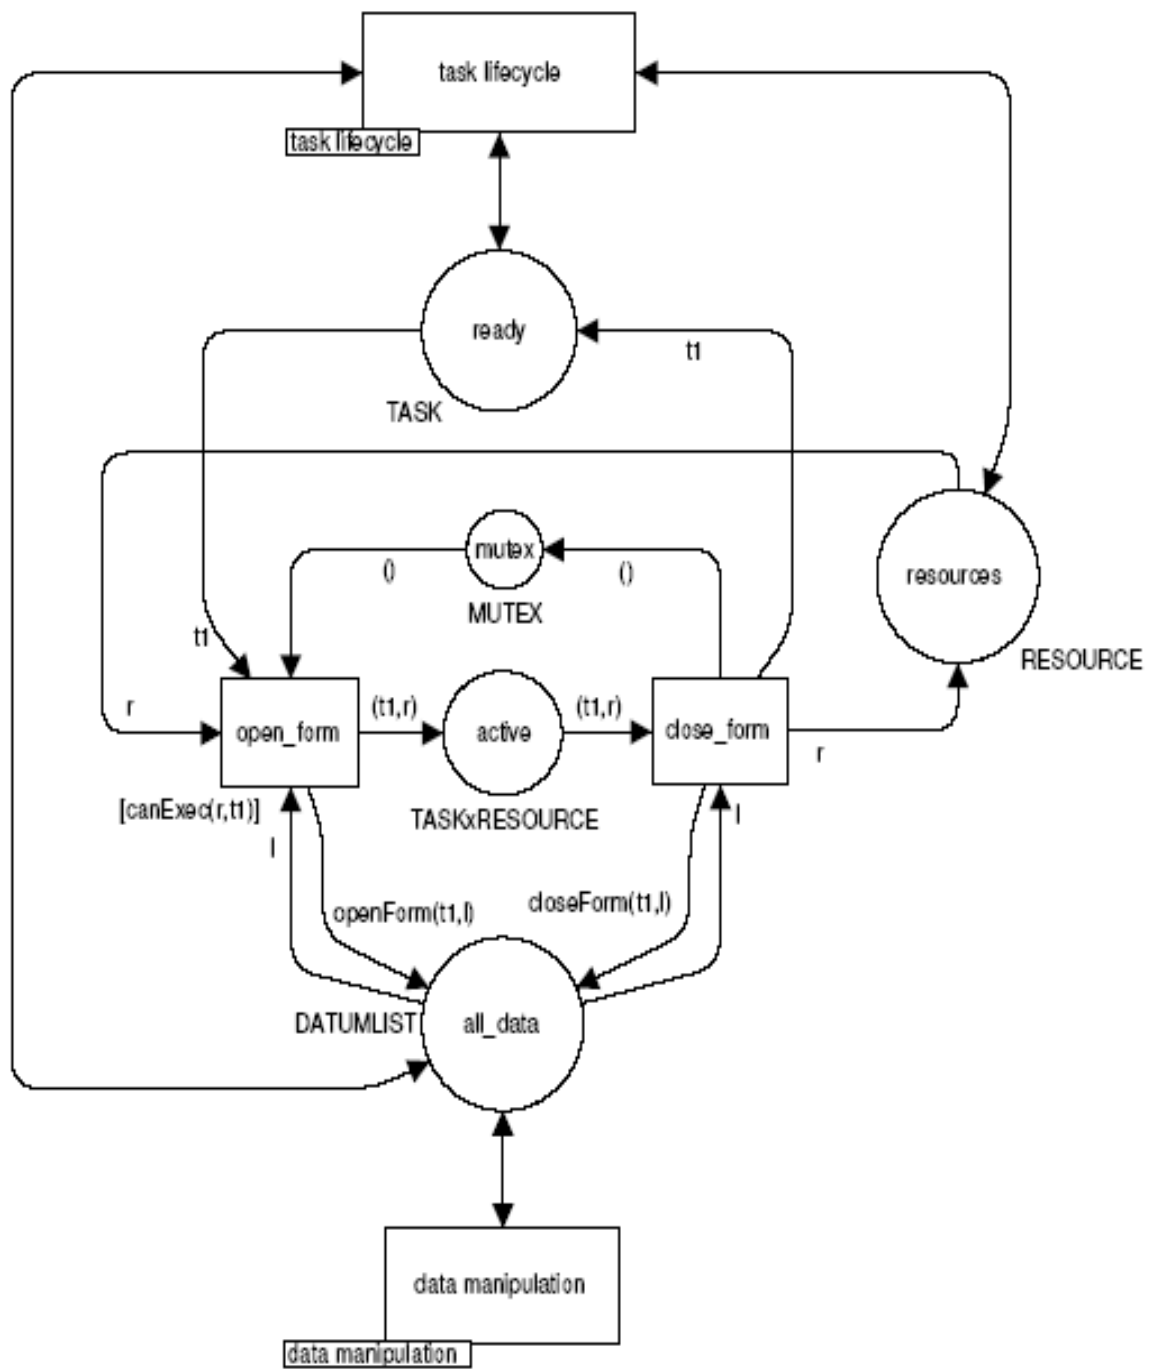 task lifecycle
task lifecycle
ready
t1
TASK
mutex
()
()
MUTEX
resources
RESOURCE
t1
r
open_form
(t1,r)
active
(t1,r)
close_form
r
[canExec(r,t1)]
TASKxRESOURCE
l
l
openForm(t1,l)
closeForm(t1,l)
DATUMLIST
all_data
data manipulation
data manipulation